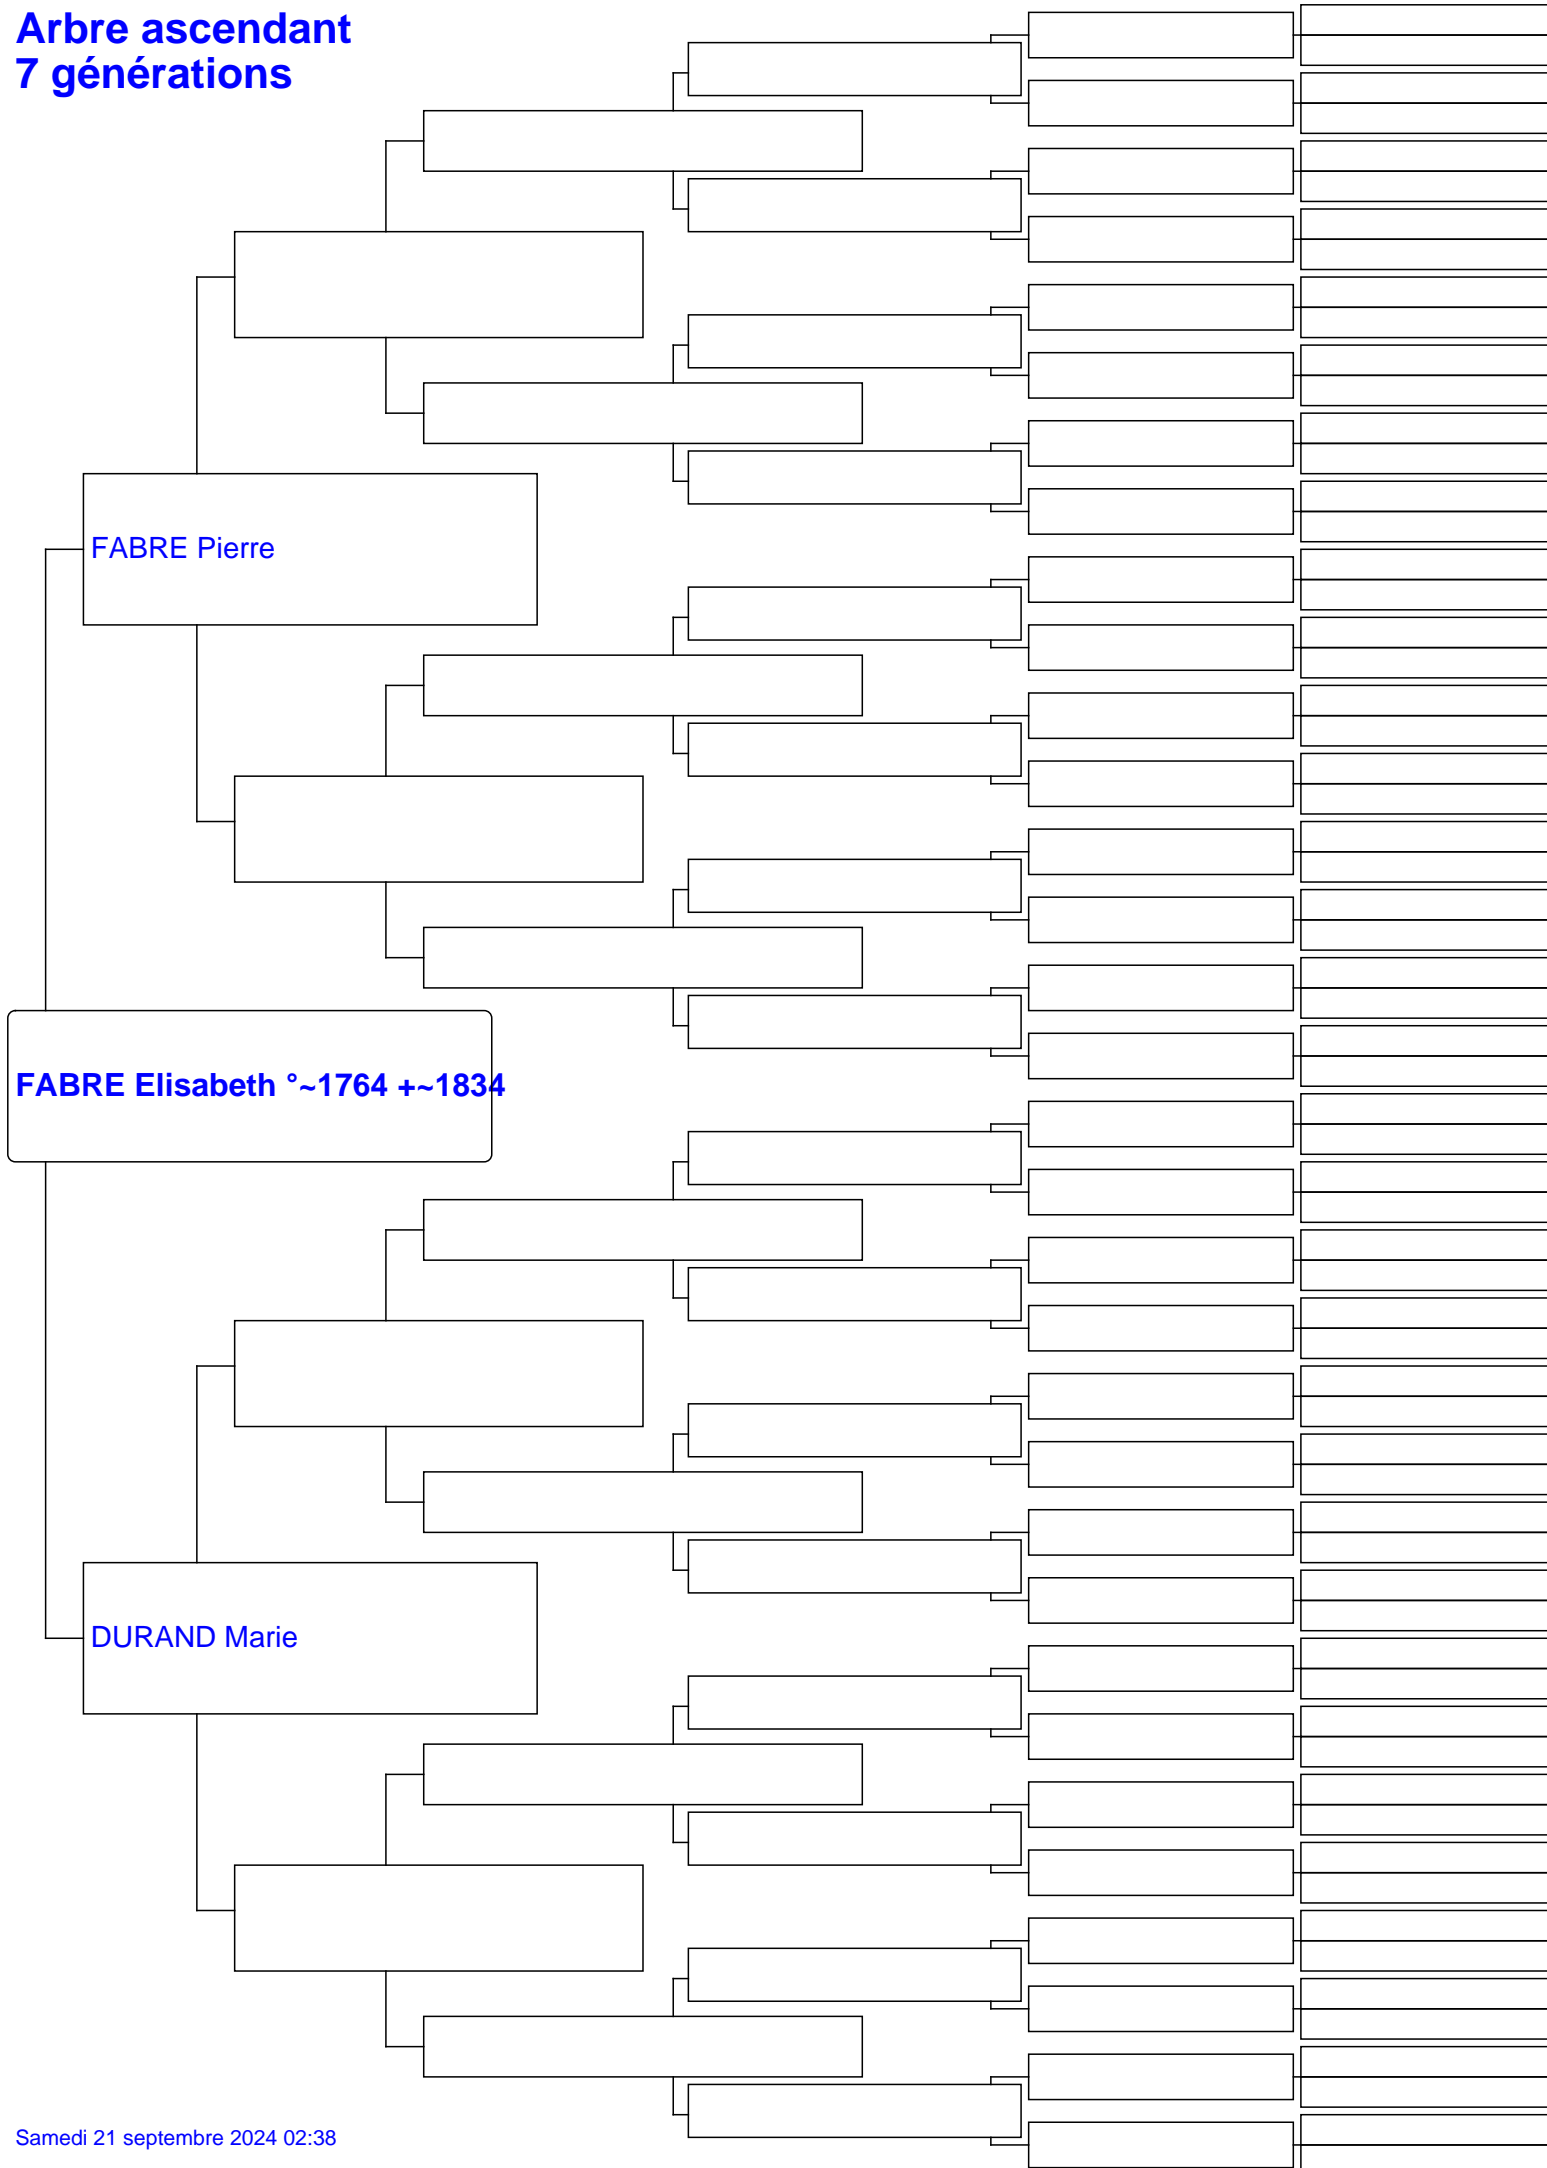 Arbre ascendant
7 générations
FABRE Pierre
FABRE Elisabeth °~1764 +~1834
DURAND Marie
Samedi 21 septembre 2024 02:38